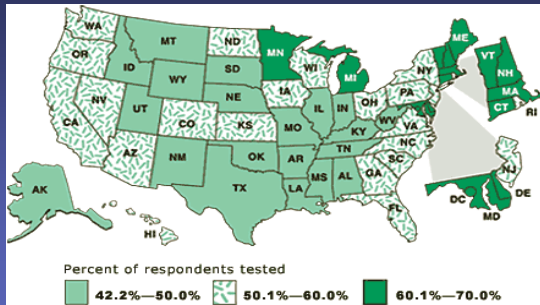 WA
MT
ND
MN
ME
OR
ID
SD
WI
MI
NY
VT
NH
WY
MA
CT
RI
NV
UT
NE
IA
PA
CA
CO
KS
IL
IN
OH
WV
VA
MO
KY
NC
NJ
AZ
NM
OK
AR
TN
SC
DE
DC
MD
TX
LA
MS
AL
GA
FL
AK
HI
Percent of respondents tested
42.2%—50.0% 50.1%—60.0% 60.1%—70.0%